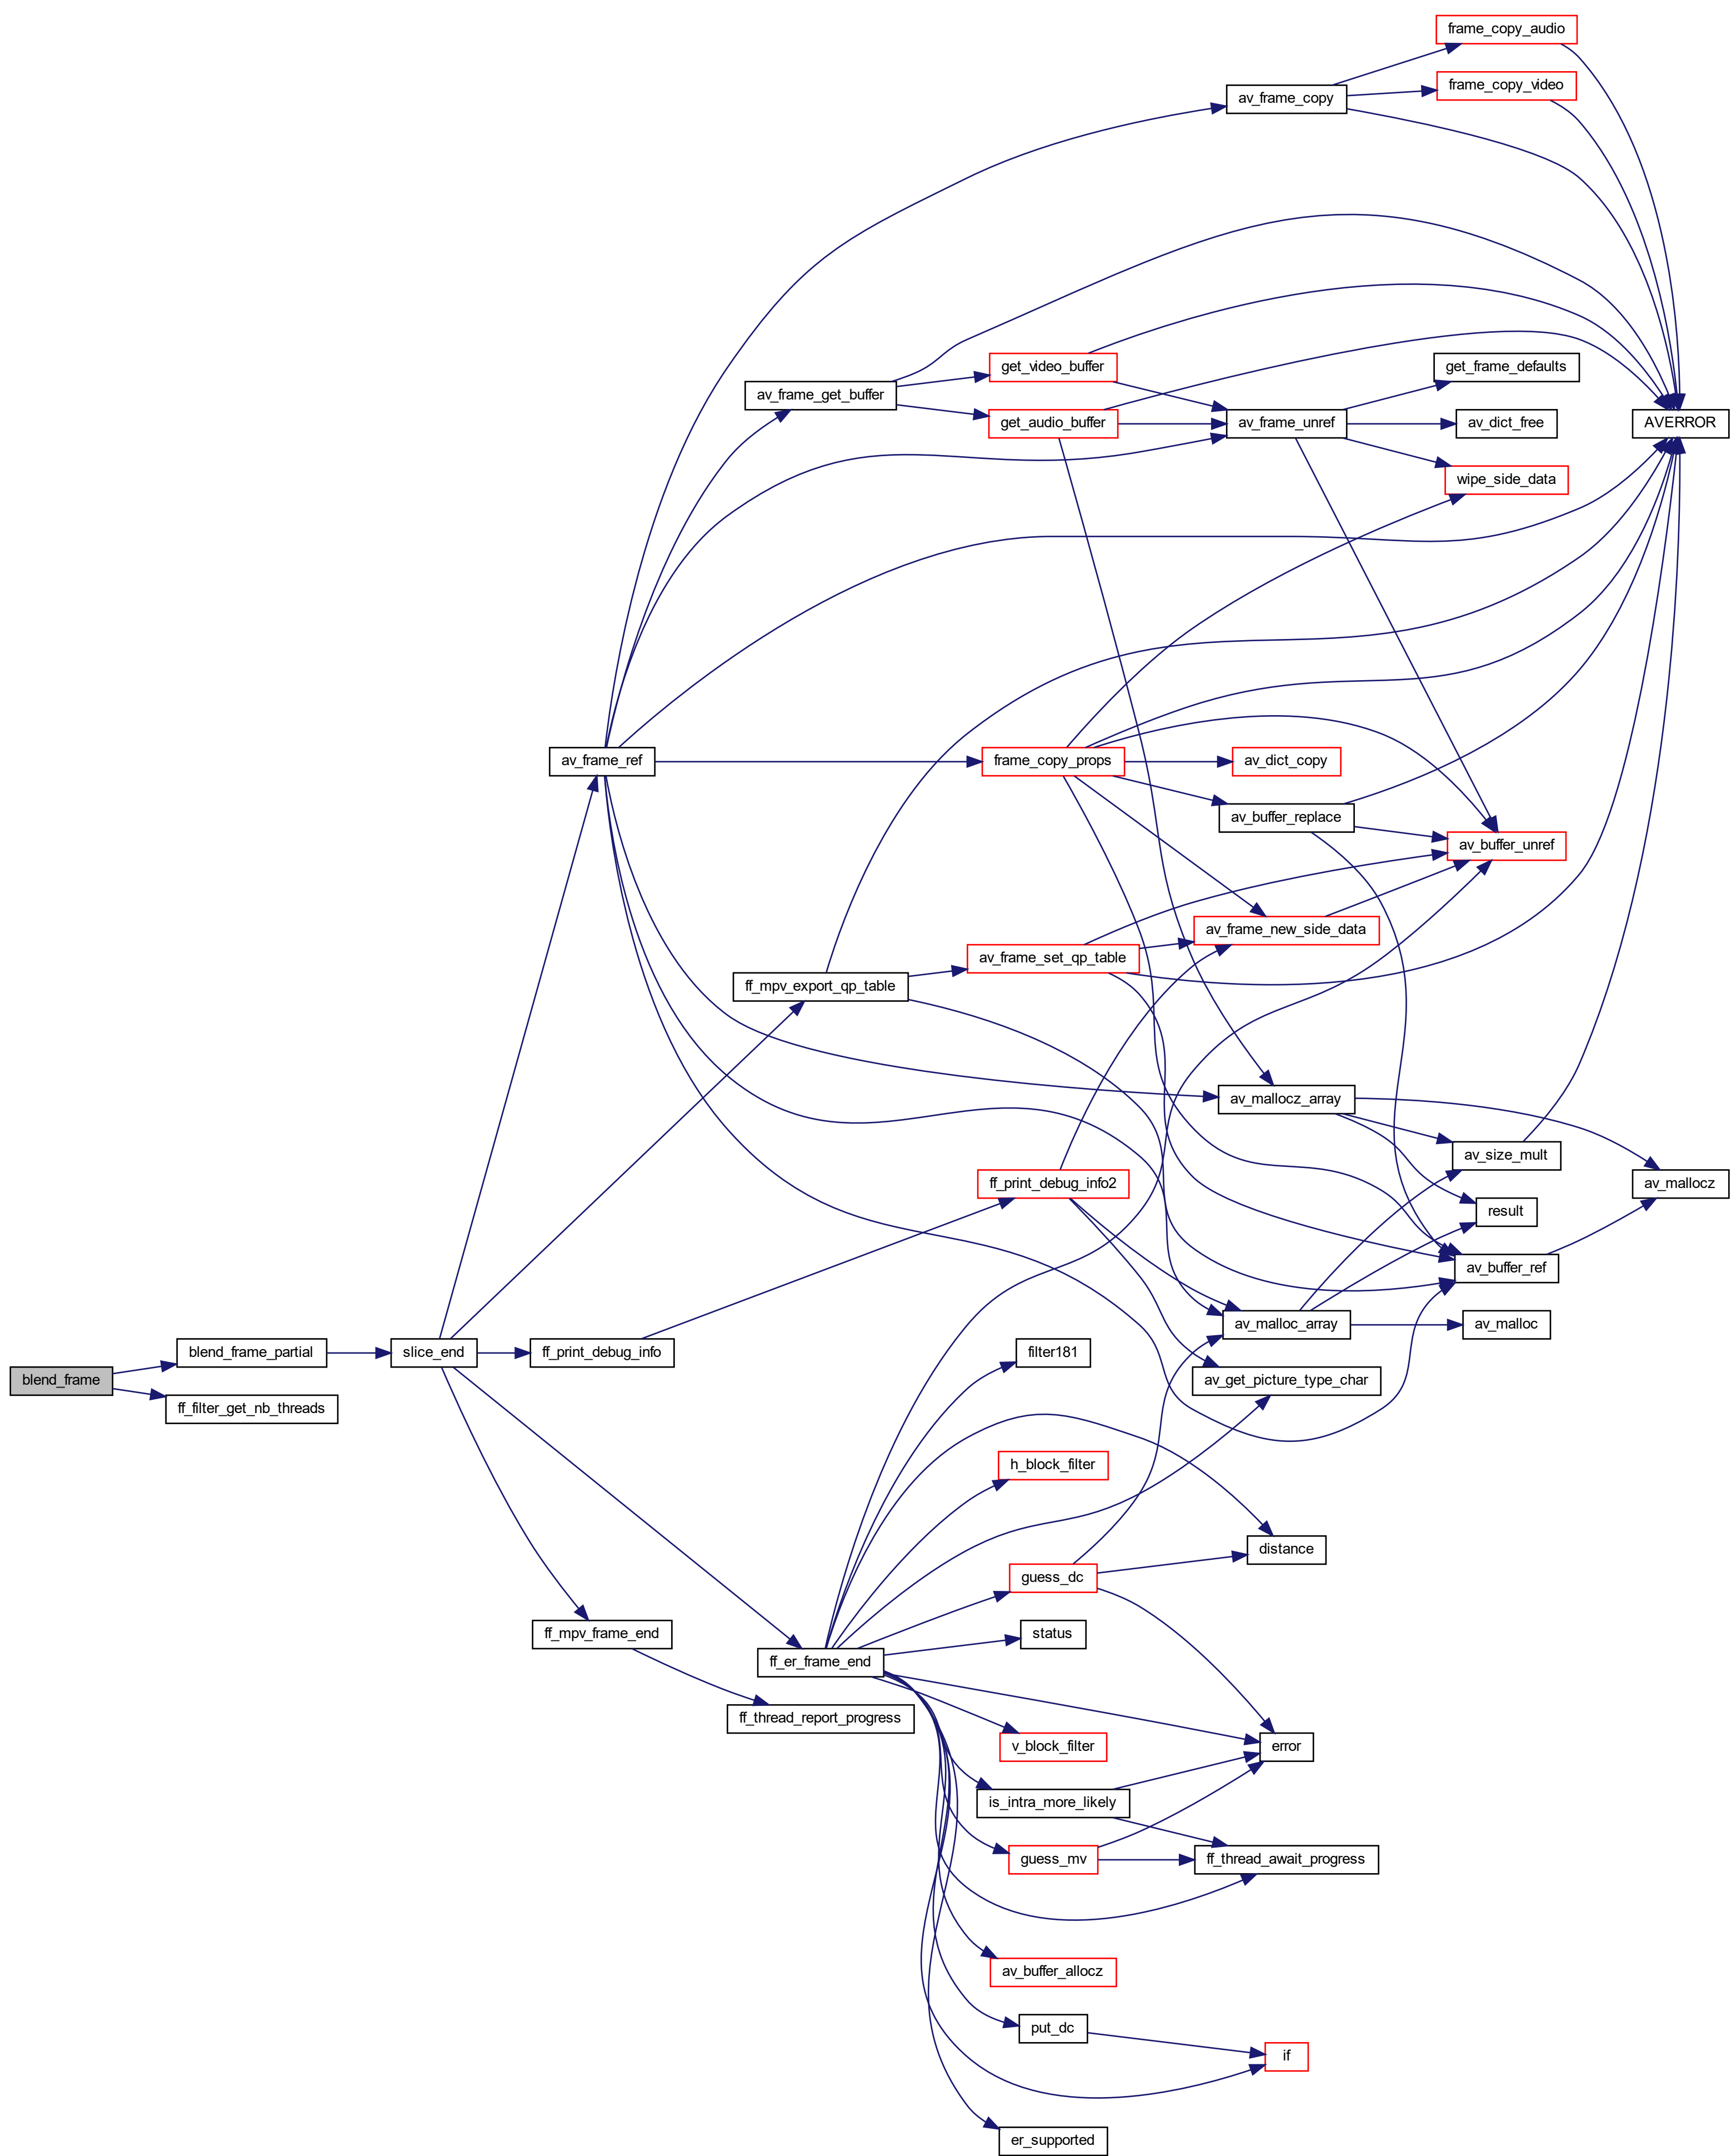 frame_copy_audio
frame_copy_video
av_frame_copy
get_video_buffer
get_frame_defaults
av_frame_get_buffer
get_audio_buffer
av_frame_unref
av_dict_free
AVERROR
wipe_side_data
av_frame_ref
frame_copy_props
av_dict_copy
av_buffer_replace
av_buffer_unref
av_frame_new_side_data
av_frame_set_qp_table
ff_mpv_export_qp_table
av_mallocz_array
av_size_mult
ff_print_debug_info2
av_mallocz
result
av_buffer_ref
av_malloc_array
av_malloc
blend_frame_partial
slice_end
ff_print_debug_info
filter181
blend_frame
av_get_picture_type_char
ff_filter_get_nb_threads
h_block_filter
distance
guess_dc
ff_mpv_frame_end
status
ff_er_frame_end
ff_thread_report_progress
v_block_filter
error
is_intra_more_likely
guess_mv
ff_thread_await_progress
av_buffer_allocz
put_dc
if
er_supported